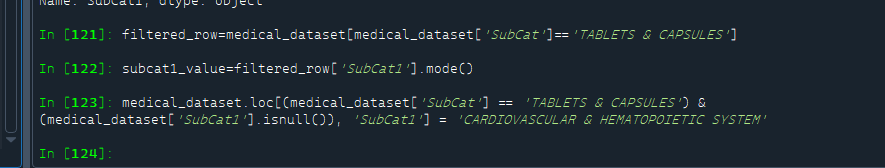 Name: SubCat1, dtype: object
In [121]: filtered_row=medical_dataset[medical_dataset['SubCat']=='TABLETS & CAPSULES']
In [122]: subcat1_value=filtered_row['SubCat1'].mode()
In [123]: medical_dataset.loc[(medical_dataset['SubCat'] == 'TABLETS & CAPSULES') &
(medical_dataset['SubCat1'].isnull()), 'SubCat1'] = 'CARDIOVASCULAR & HEMATOPOIETIC SYSTEM'
In [124]: